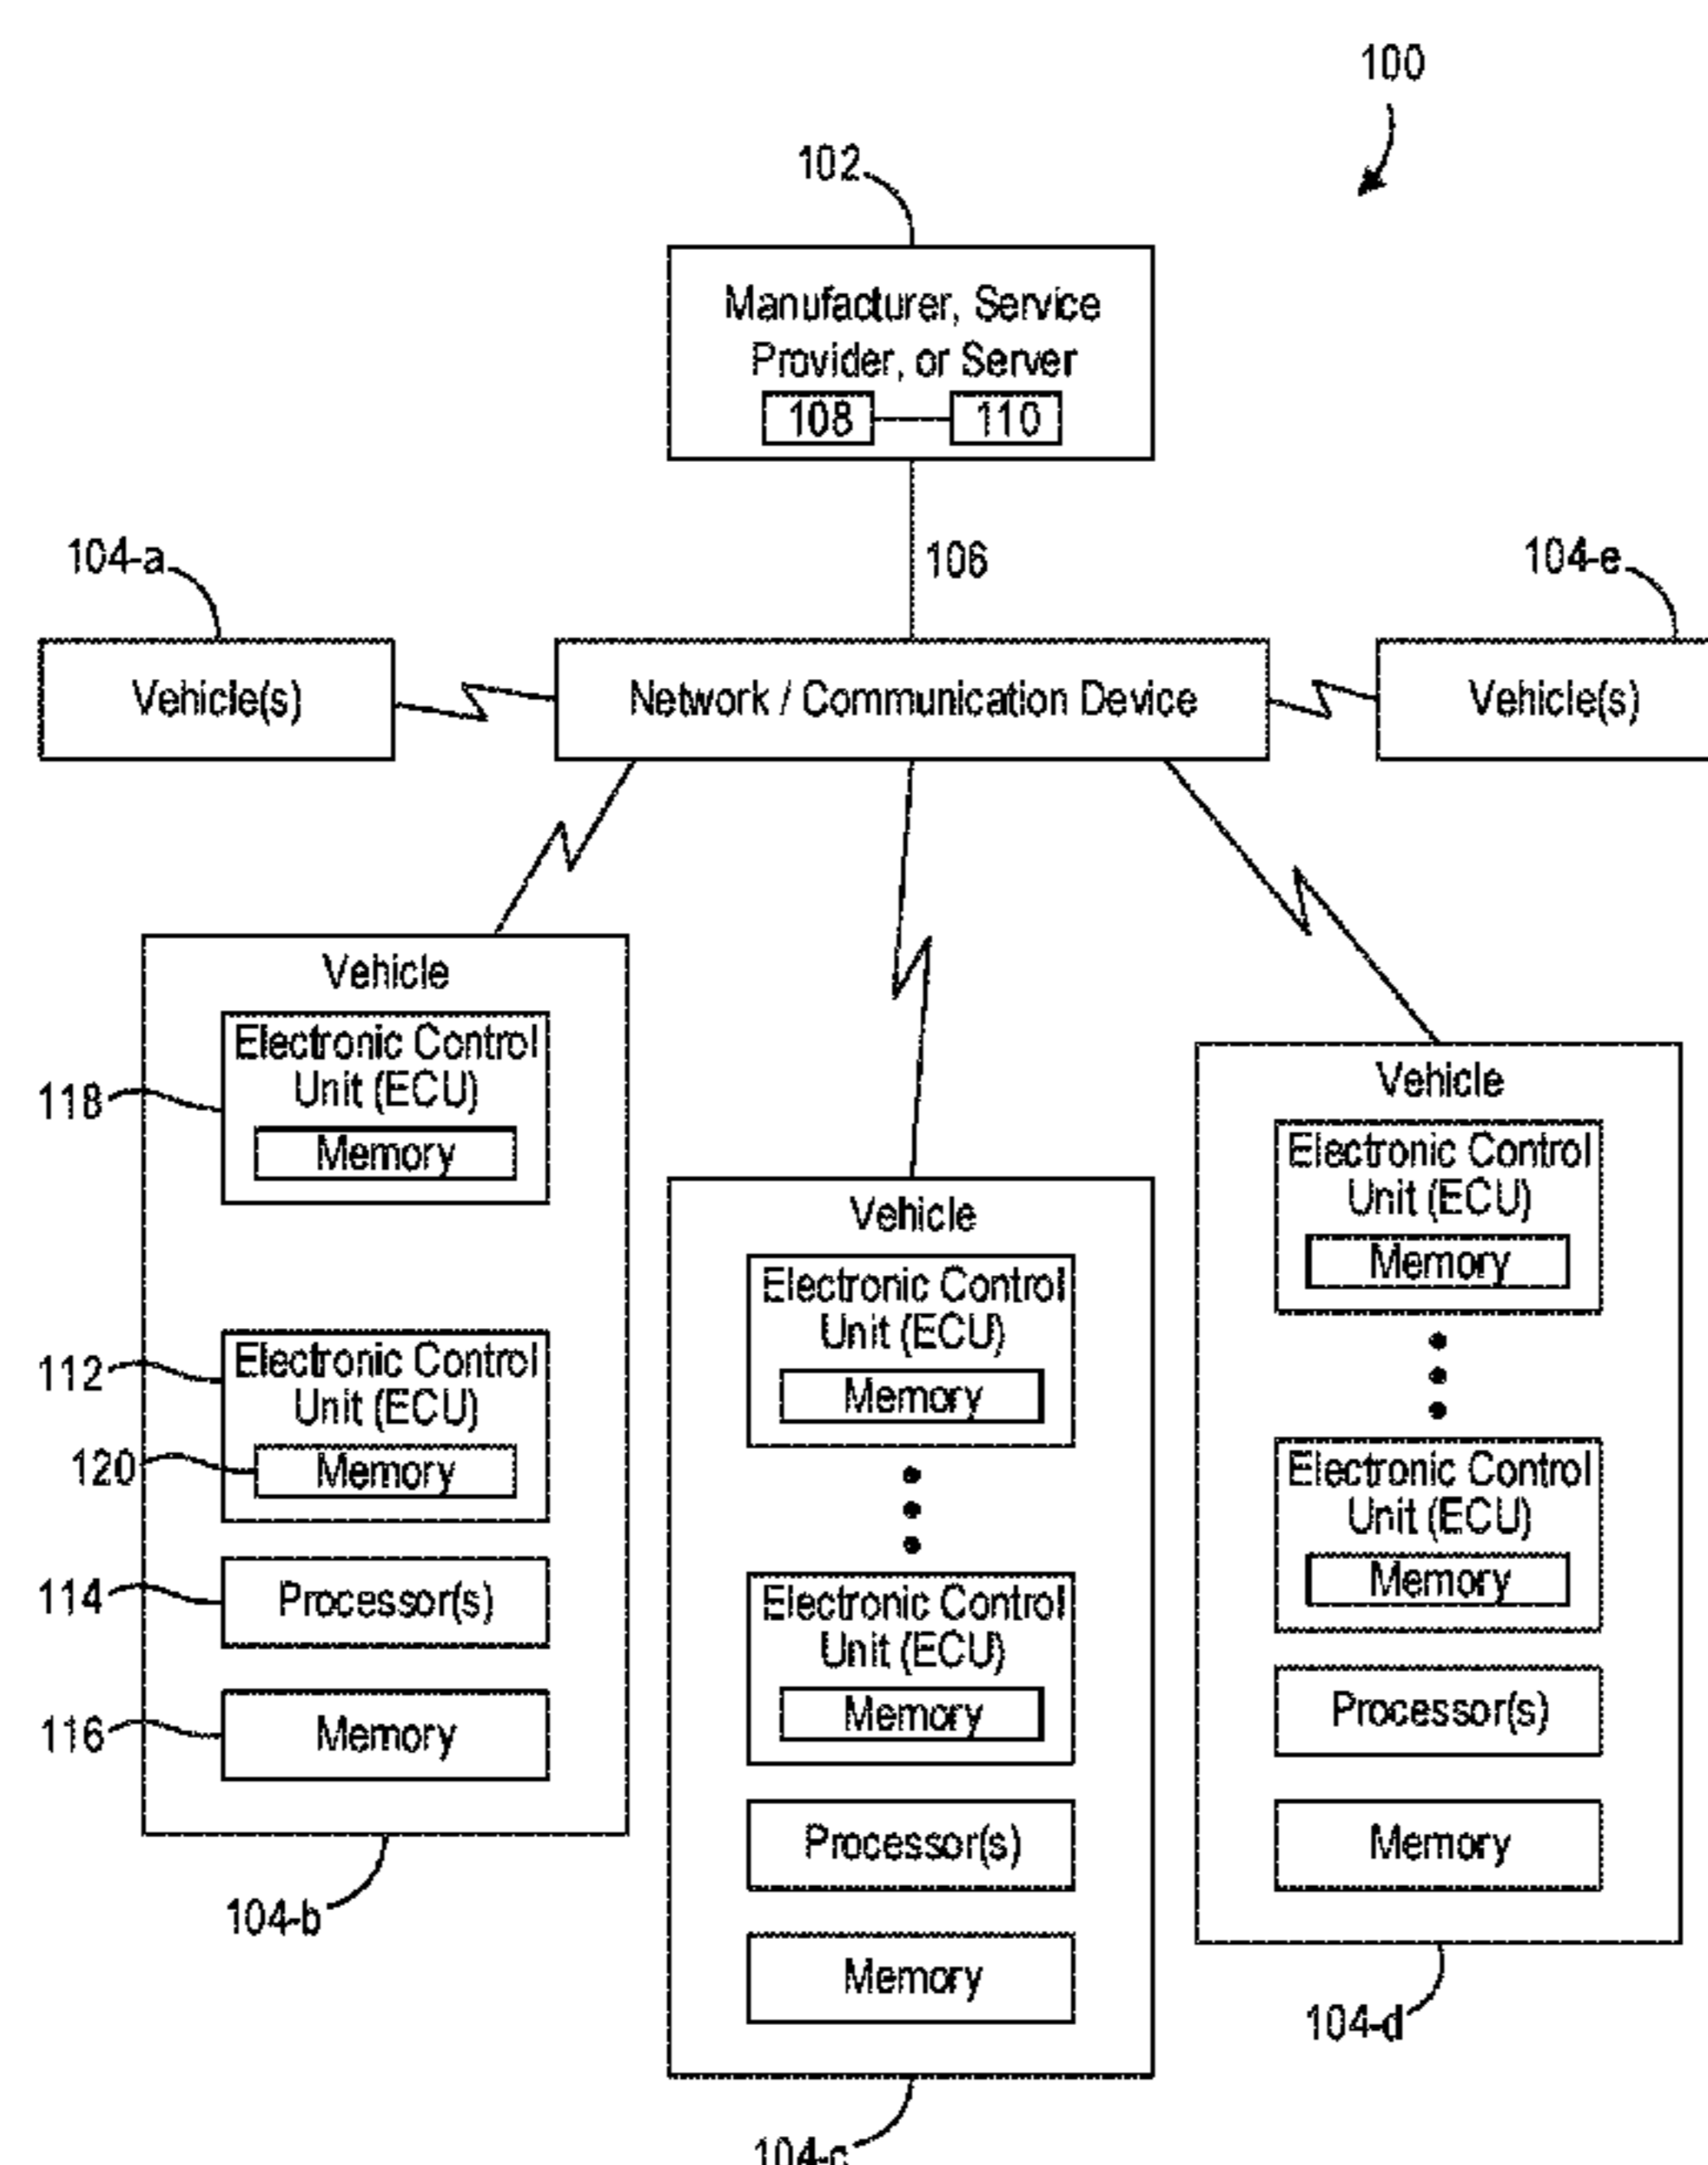 100
102
Manufacturer, Service
Provider, or Server
108
110
106
104-a
104-e
Vehicle(s)
Network / Communication Device
Vehicle(s)
Vehicle
Electronic Control
Unit (ECU)
Memory
118
112
Electronic Control
Unit (ECU)
120
Memory
114
Processor(s)
116
Memory
104-b
Vehicle
Electronic Control
Unit (ECU)
Memory
Electronic Control
Unit (ECU)
Memory
Processor(s)
Memory
104-c
Vehicle
Electronic Control
Unit (ECU)
Memory
Electronic Control
Unit (ECU)
Memory
Processor(s)
Memory
104-d